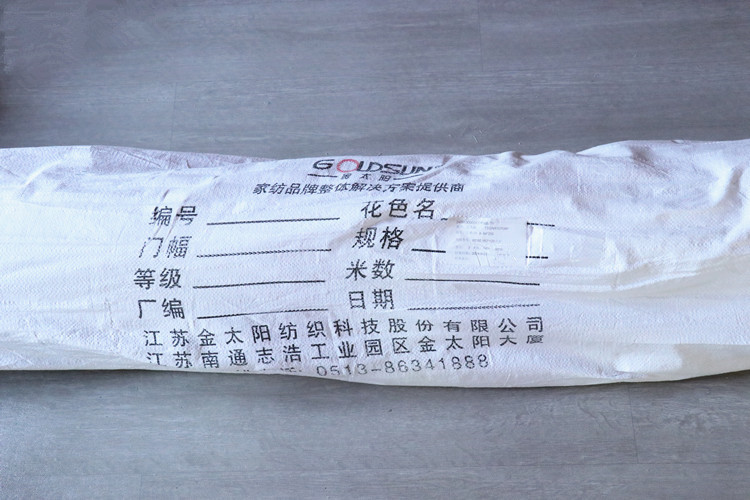 GOLDSUN
金太阳
家纺品牌整体解决方案提供商
编号 花色名
门幅 规格
等级 米数
厂编 日期
江苏金太阳纺织科技股份有限公司
江苏南通志浩工业园区金太阳大厦
0513-86341888